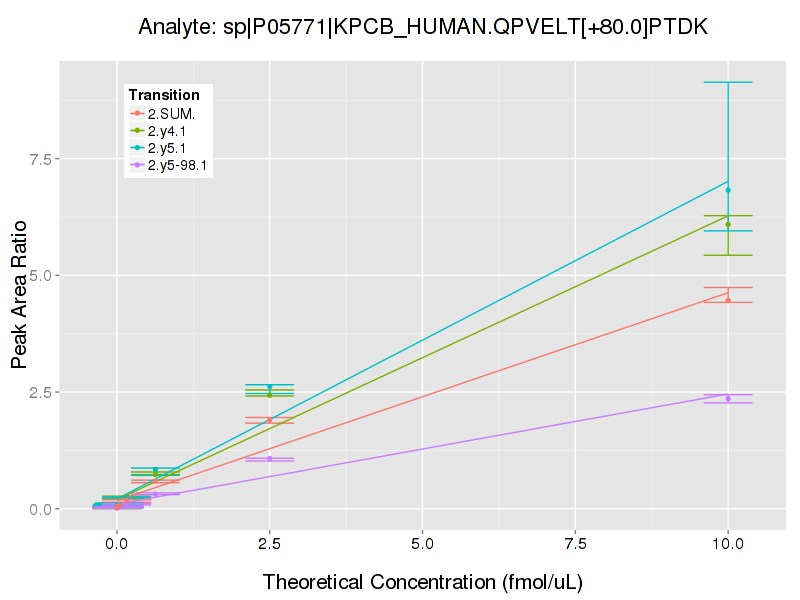 Analyte: sp|P05771|KPCB_HUMAN.QPVELT[+80.0]PTDK
Transition
2.SUM.
2.y4.1
2.y5.1
2.y5-98.1
7.5
5.0
2.5
0.0
Peak Area Ratio
0.0 2.5 5.0 7.5 10.0
Theoretical Concentration (fmol/uL)